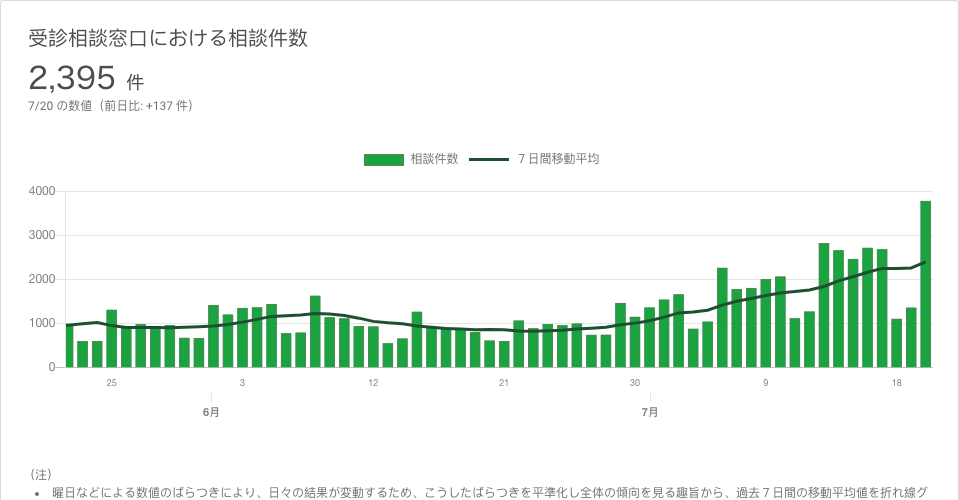 受診相談窓口における相談件数
2,395 件
7/20 の数値（前日比: +137 件）
相談件数 7 日間移動平均
4000
3000
2000
1000
0
25 3 12 21 30 9 18
6月 7月
（注）
• 曜日などによる数値のばらつきにより、日々の結果が変動するため、こうしたばらつきを平準化し全体の傾向を見る趣旨から、過去 7 日間の移動平均値を折れ線グ